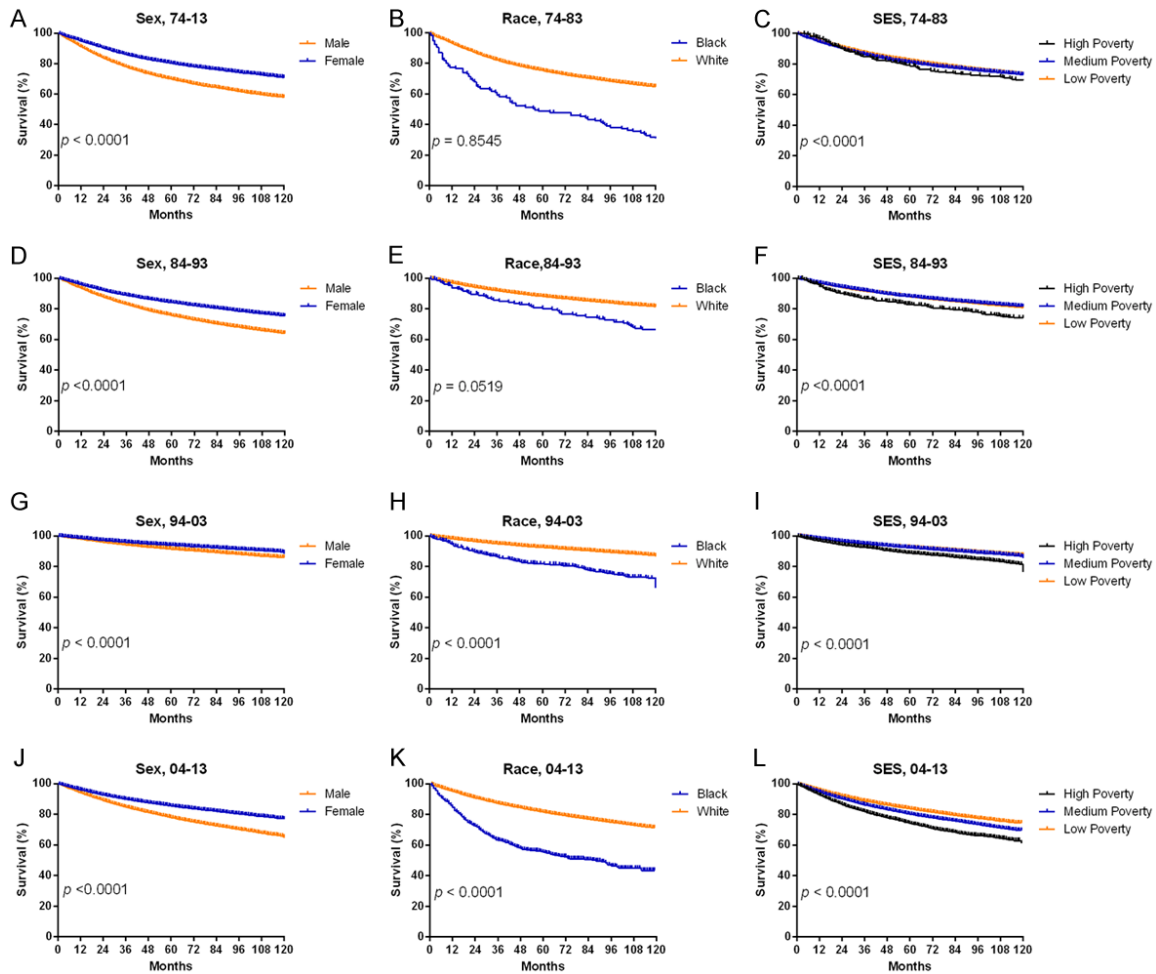 A
Sex, 74-13
Survival (%)
100
80
60
40
20
0
p < 0.0001
0 12 24 36 48 60 72 84 96 108 120
Months
Male
Female
B
Race, 74-83
Survival (%)
100
80
60
40
20
0
p = 0.8545
0 12 24 36 48 60 72 84 96 108 120
Months
Black
White
C
SES, 74-83
Survival (%)
100
80
60
40
20
0
p <0.0001
0 12 24 36 48 60 72 84 96 108 120
Months
High Poverty
Medium Poverty
Low Poverty
D
Sex, 84-93
Survival (%)
100
80
60
40
20
0
p <0.0001
0 12 24 36 48 60 72 84 96 108 120
Months
Male
Female
E
Race,84-93
Survival (%)
100
80
60
40
20
0
p = 0.0519
0 12 24 36 48 60 72 84 96 108 120
Months
Black
White
F
SES, 84-93
Survival (%)
100
80
60
40
20
0
p <0.0001
0 12 24 36 48 60 72 84 96 108 120
Months
High Poverty
Medium Poverty
Low Poverty
G
Sex, 94-03
Survival (%)
100
80
60
40
20
0
p < 0.0001
0 12 24 36 48 60 72 84 96 108 120
Months
Male
Female
H
Race, 94-03
Survival (%)
100
80
60
40
20
0
p < 0.0001
0 12 24 36 48 60 72 84 96 108 120
Months
Black
White
I
SES, 94-03
Survival (%)
100
80
60
40
20
0
p < 0.0001
0 12 24 36 48 60 72 84 96 108 120
Months
High Poverty
Medium Poverty
Low Poverty
J
Sex, 04-13
Survival (%)
100
80
60
40
20
0
p <0.0001
0 12 24 36 48 60 72 84 96 108 120
Months
Male
Female
K
Race, 04-13
Survival (%)
100
80
60
40
20
0
p < 0.0001
0 12 24 36 48 60 72 84 96 108 120
Months
Black
White
L
SES, 04-13
Survival (%)
100
80
60
40
20
0
p < 0.0001
0 12 24 36 48 60 72 84 96 108 120
Months
High Poverty
Medium Poverty
Low Poverty